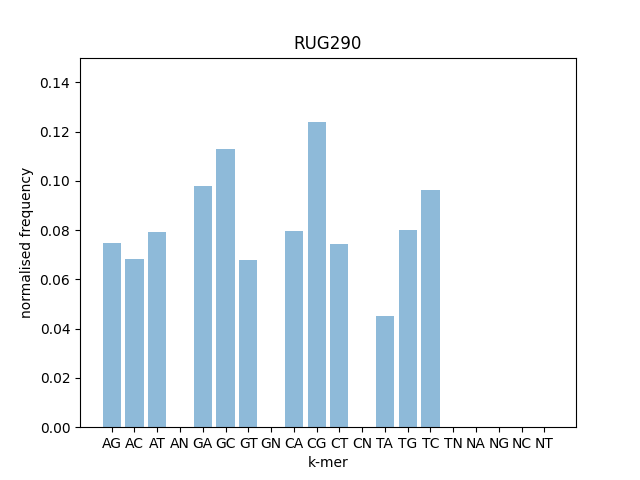 RUG290
normalised frequency
0.14
0.12
0.10
0.08
0.06
0.04
0.02
0.00
AG AC AT AN GA GC GT GN CA CG CT CN TA TG TC TN NA NG NC NT
k-mer